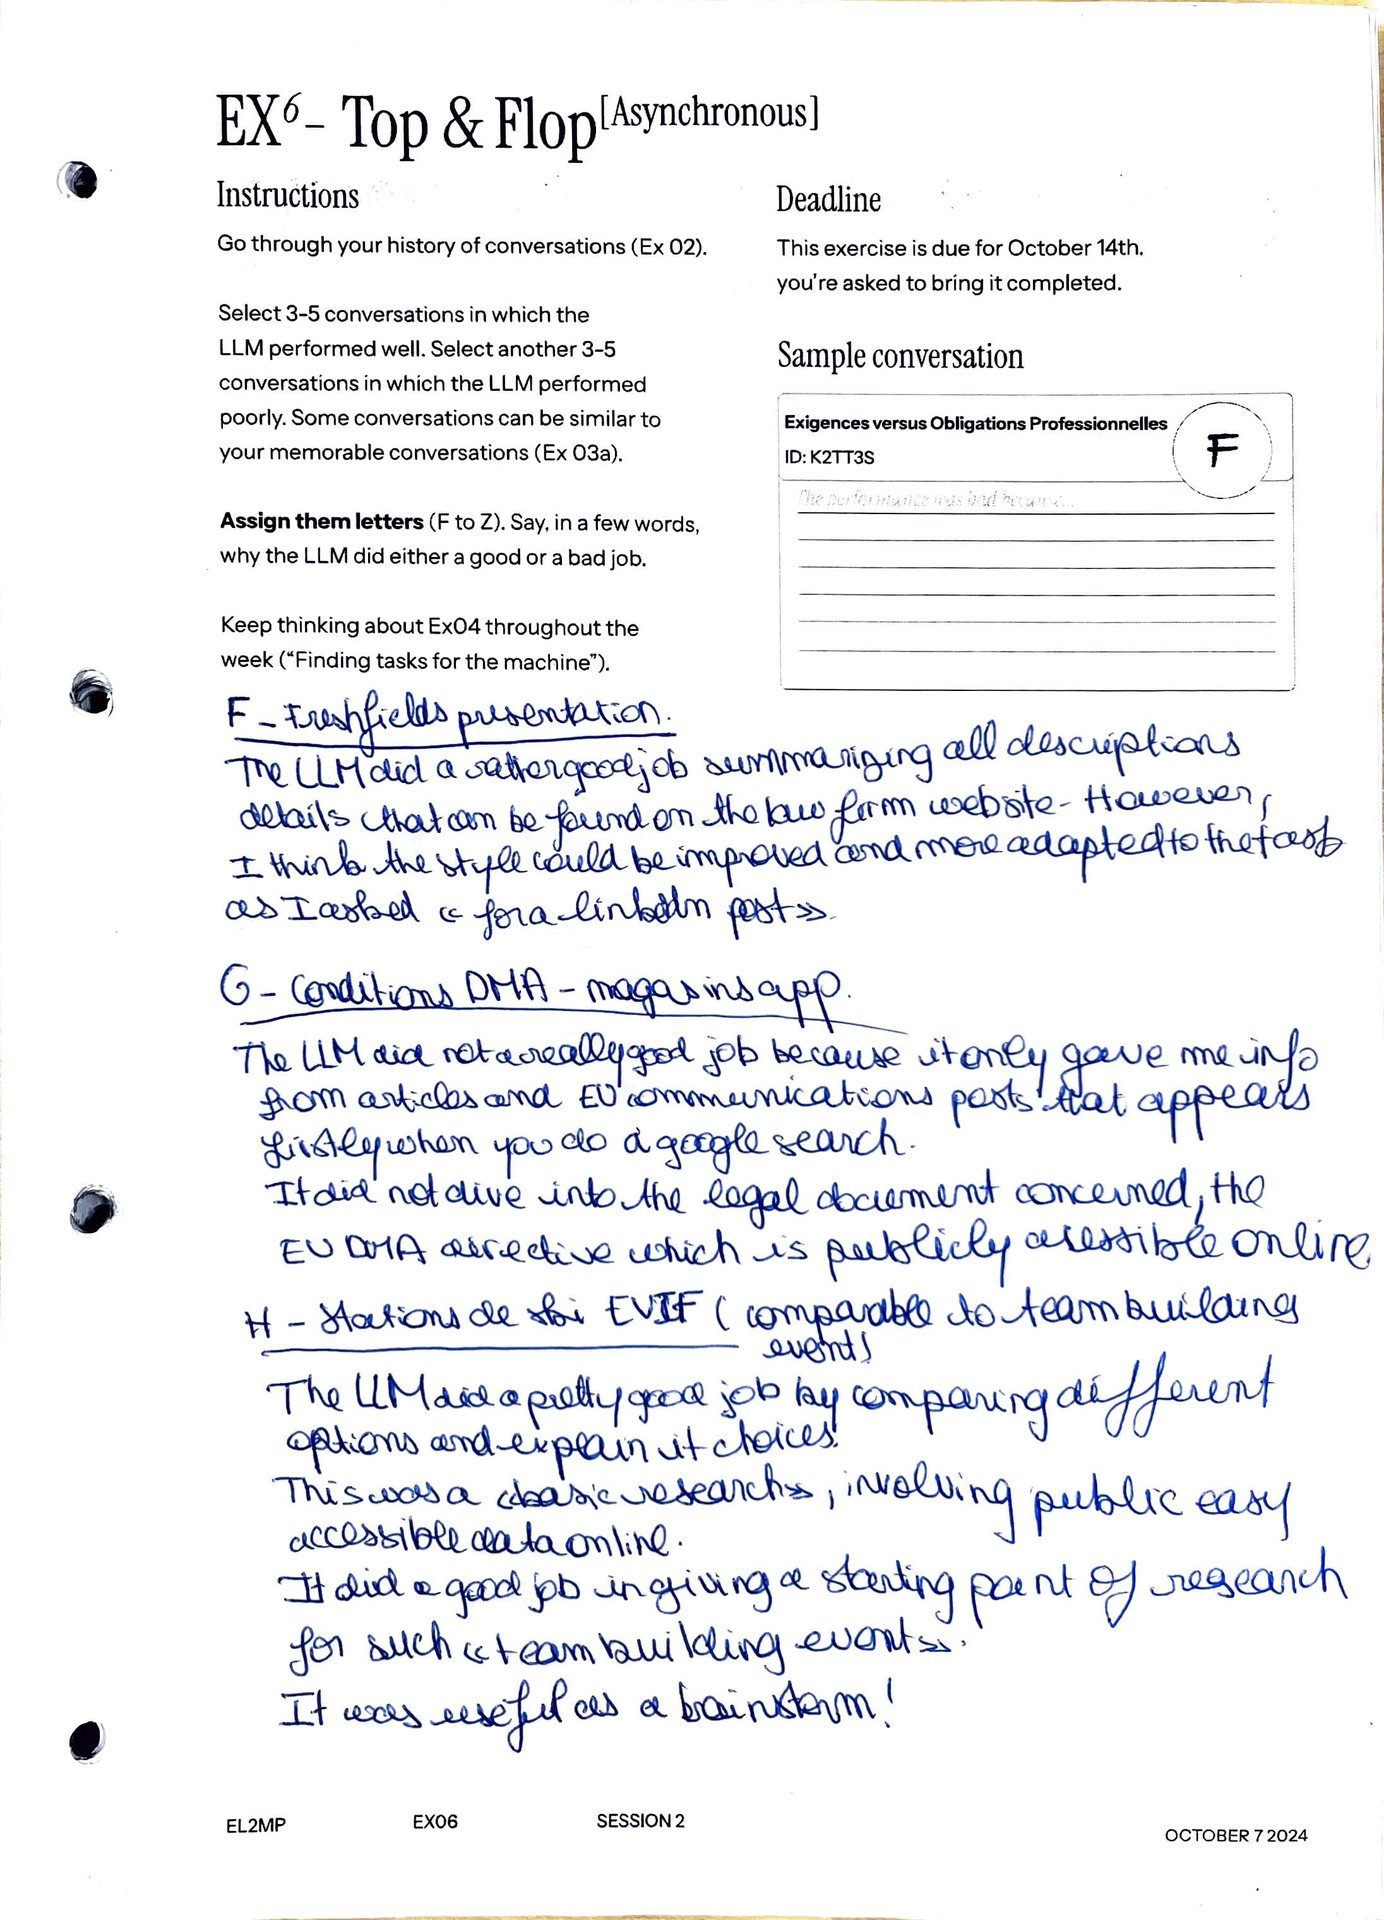 EX6 - Top & Flop [Asynchronous]
Instructions
Go through your history of conversations (Ex 02).
Select 3-5 conversations in which the
LLM performed well. Select another 3-5
conversations in which the LLM performed
poorly. Some conversations can be similar to
your memorable conversations (Ex 03a).
Assign them letters (F to Z). Say, in a few words,
why the LLM did either a good or a bad job.
Keep thinking about Ex04 throughout the
week (“Finding tasks for the machine”).
Deadline
This exercise is due for October 14th.
you're asked to bring it completed.
Sample conversation
Exigences versus Obligations Professionnelles
ID: K2TT3S
F
The performance was bad because...
F - Freshfields presentation.
The LLM did a rather good job summarizing all descriptions
details that can be found on the law firm website - However,
I think the style could be improved and more adapted to the task
as I asked « for a linkedIn post».
G - Conditions DMA - magasins app.
The LLM did not a really good job because it only gave me info
from articles and EU communications posts that appears
firstly when you do a google search.
It did not dive into the legal document concerned, the
EU DMA directive which is publicly acessible online
H - Stations de ski EVJF (comparable to team buildings
event)
The LLM did a pretty good job by comparing different
options and explain it choices.
This was a «basic research», involving public easy
accessible data online.
It did a good job in giving a starting point of research
for such «team building event».
It was useful as a brainstorm!
EL2MP EX06 SESSION 2 OCTOBER 7 2024